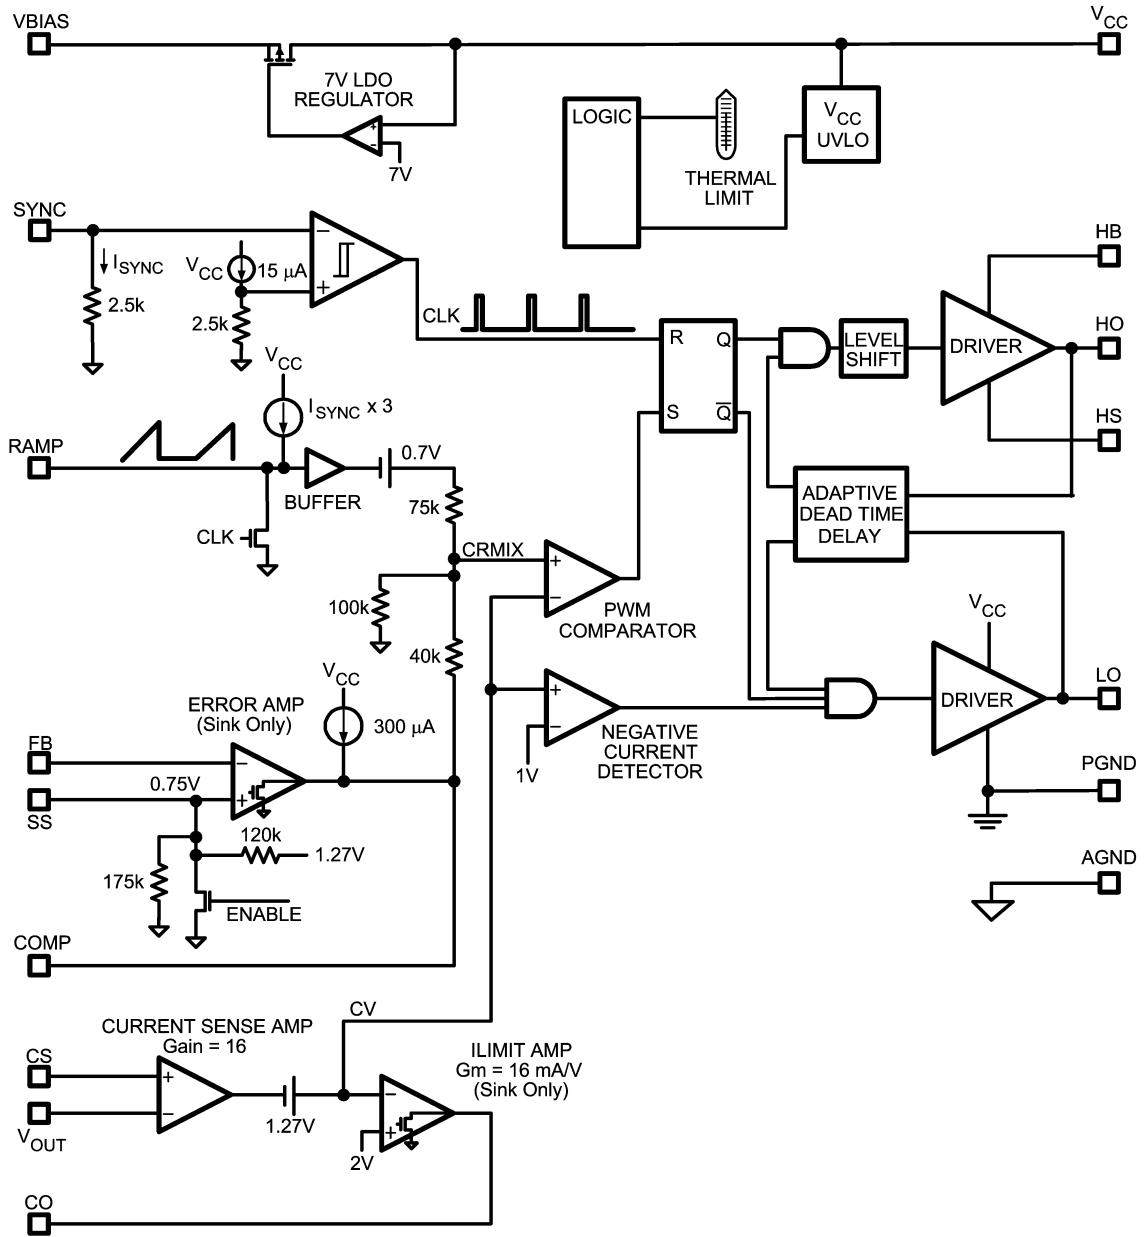 VBIAS
VCC
7V LDO
REGULATOR
+
-
7V
LOGIC
THERMAL
LIMIT
VCC
UVLO
SYNC
ISYNC
2.5k
VCC
15 µA
2.5k
−
+
CLK
R
Q
S
Q̅
LEVEL
SHIFT
DRIVER
HB
HO
HS
VCC
ISYNC x 3
RAMP
BUFFER
0.7V
CLK
75k
CRMIX
100k
40k
+
−
PWM
COMPARATOR
ADAPTIVE
DEAD TIME
DELAY
VCC
DRIVER
LO
PGND
AGND
ERROR AMP
(Sink Only)
VCC
300 µA
FB
0.75V
SS
−
+
120k
1.27V
175k
ENABLE
+
−
1V
NEGATIVE
CURRENT
DETECTOR
COMP
CV
CURRENT SENSE AMP
Gain = 16
CS
VOUT
+
−
1.27V
ILIMIT AMP
Gm = 16 mA/V
(Sink Only)
−
+
2V
CO